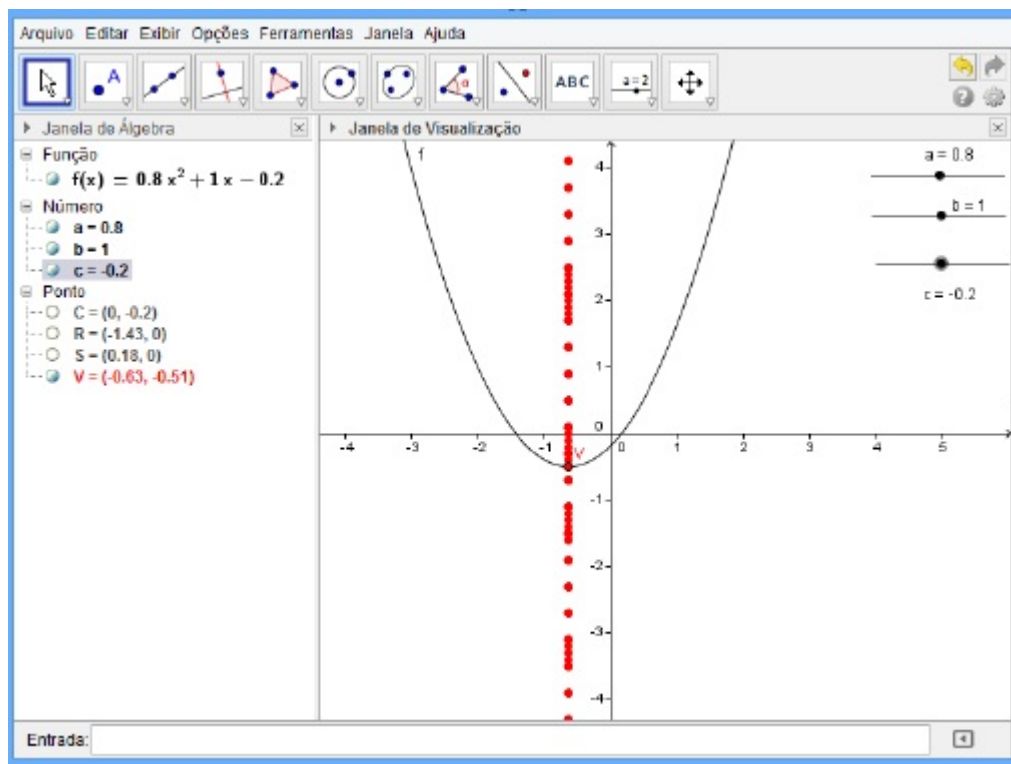 Arquivo Editar Exibir Opções Ferramentas Janela Ajuda
A α ABC a=2
Janela de Álgebra
Função
f(x) = 0.8 x² + 1 x − 0.2
Número
a = 0.8
b = 1
c = -0.2
Ponto
C = (0, -0.2)
R = (-1.43, 0)
S = (0.18, 0)
V = (-0.63, -0.51)
Janela de Visualização
f
a = 0.8
b = 1
c = -0.2
4
3
2
1
0
-4 -3 -2 -1 0 1 2 3 4 5
V
-1
-2
-3
-4
Entrada: